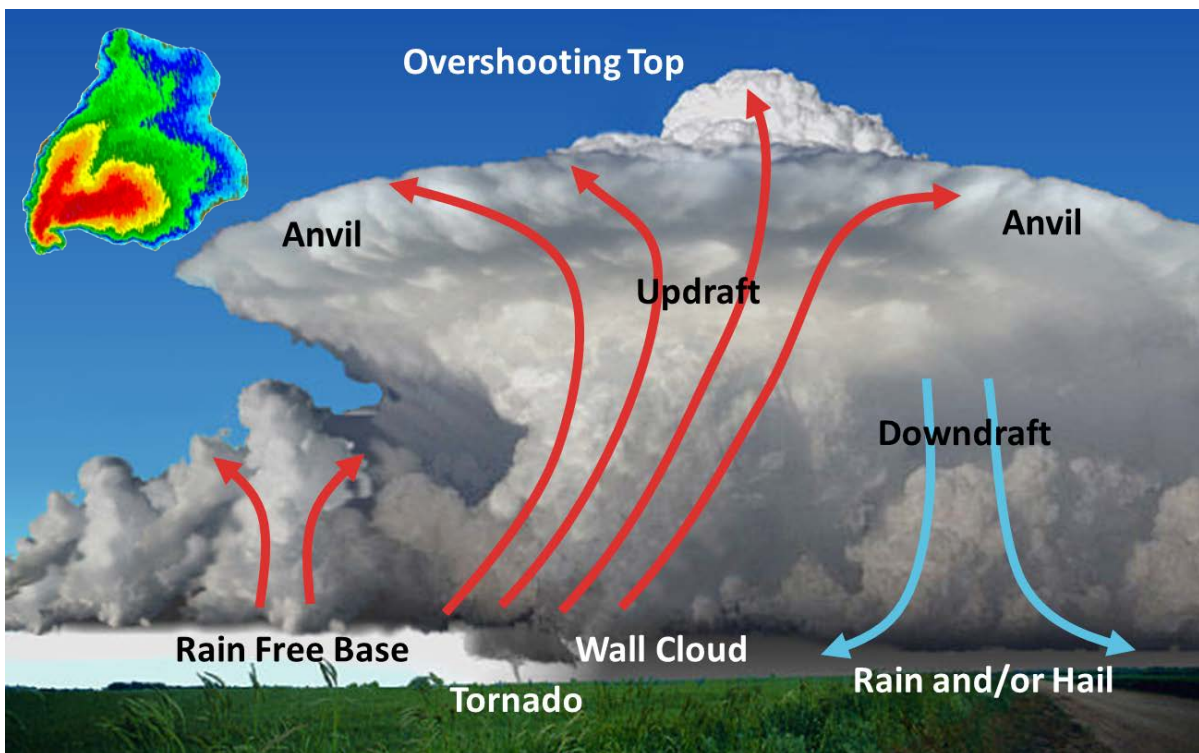 Overshooting Top
Anvil
Anvil
Updraft
Downdraft
Rain Free Base
Wall Cloud
Tornado
Rain and/or Hail